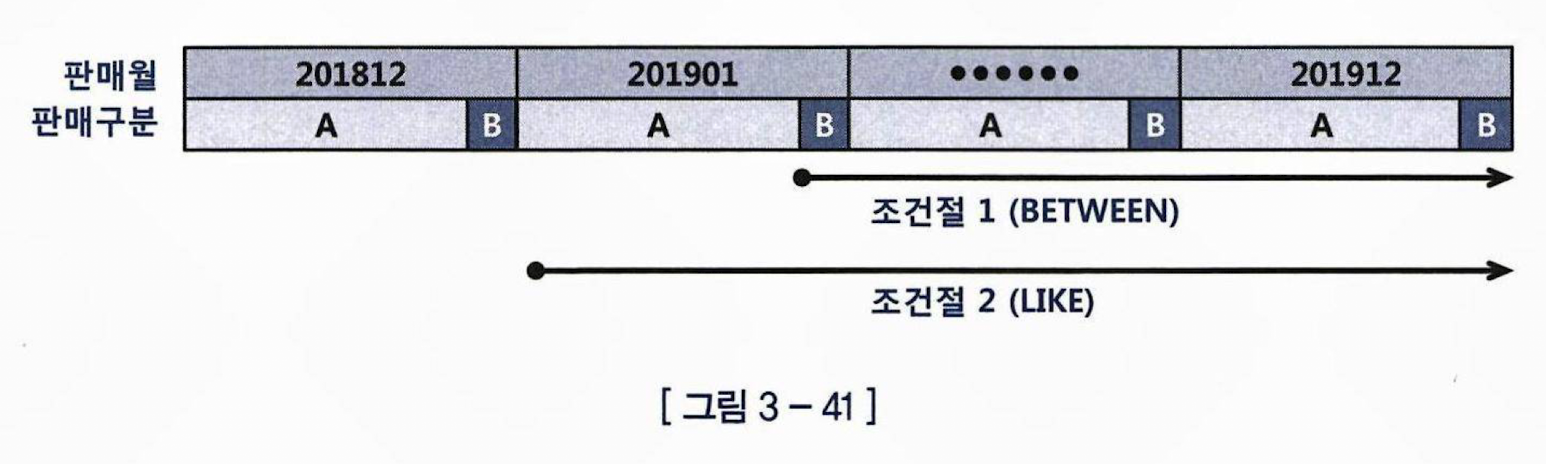 판매월 201812 201901 ●●●●●● 201912
판매구분 A B A B A B A B
조건절 1 (BETWEEN)
조건절 2 (LIKE)
[ 그림 3 - 41 ]